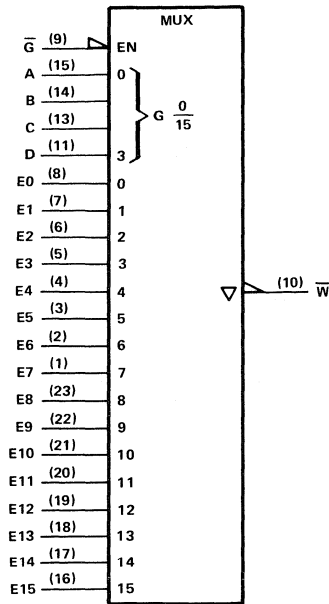 MUX
G̅ (9) EN
A (15) 0
B (14)
C (13)
D (11) 3
G 0/15
E0 (8) 0
E1 (7) 1
E2 (6) 2
E3 (5) 3
E4 (4) 4
E5 (3) 5
E6 (2) 6
E7 (1) 7
E8 (23) 8
E9 (22) 9
E10 (21) 10
E11 (20) 11
E12 (19) 12
E13 (18) 13
E14 (17) 14
E15 (16) 15
(10) W̅